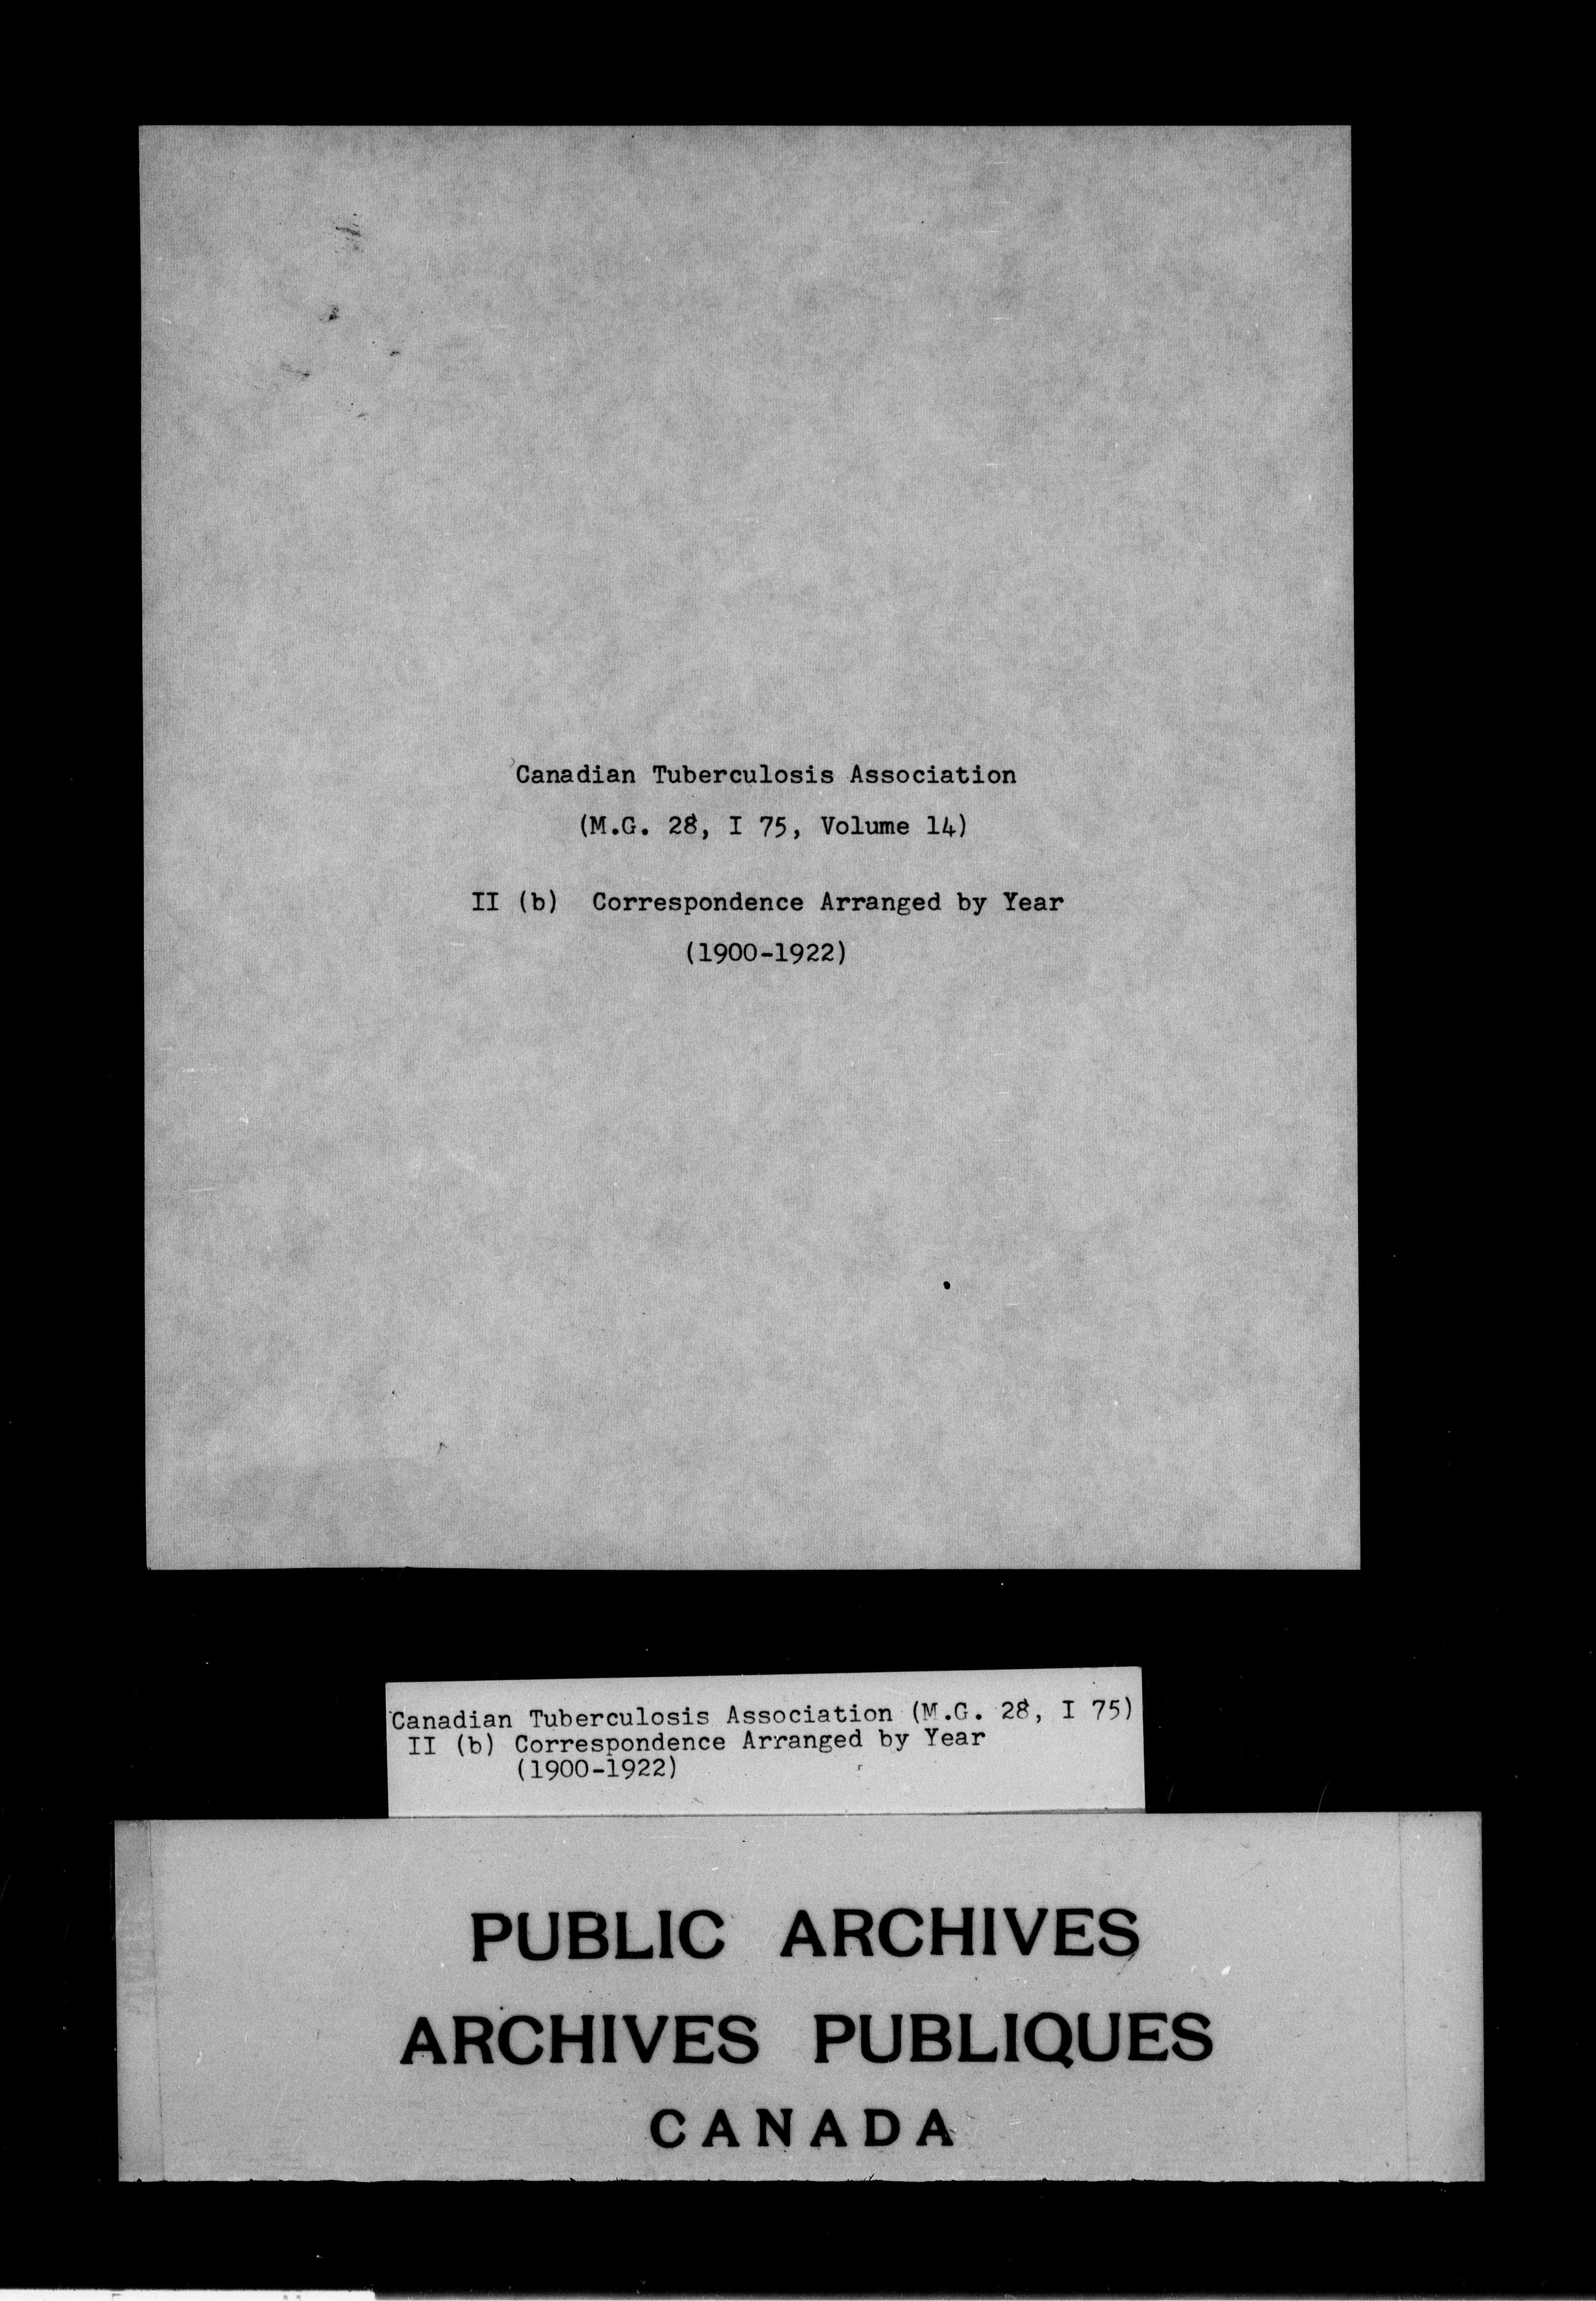 Canadian Tuberculosis Association
(M.G. 28, I 75, Volume 14)
II (b) Correspondence Arranged by Year
(1900-1922)
Canadian Tuberculosis Association (M.G. 28, I 75)
II (b) Correspondence Arranged by Year
(1900-1922)
PUBLIC ARCHIVES
ARCHIVES PUBLIQUES
CANADA